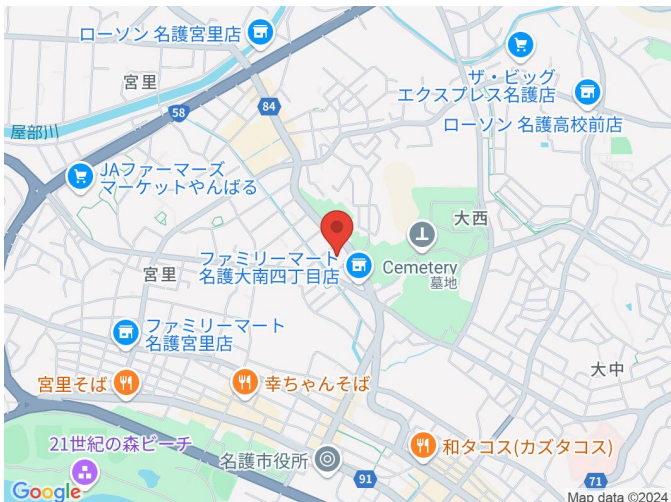 ローソン 名護宮里店
宮里
58
84
屋部川
ザ・ビッグ
エクスプレス名護店
ローソン 名護高校前店
JAファーマーズ
マーケットやんばる
大西
ファミリーマート
名護大南四丁目店
Cemetery
墓地
宮里
ファミリーマート
名護宮里店
大中
宮里そば
幸ちゃんそば
21世紀の森ビーチ
名護市役所
和タコス(カズタコス)
91
71
Google
Map data ©2024